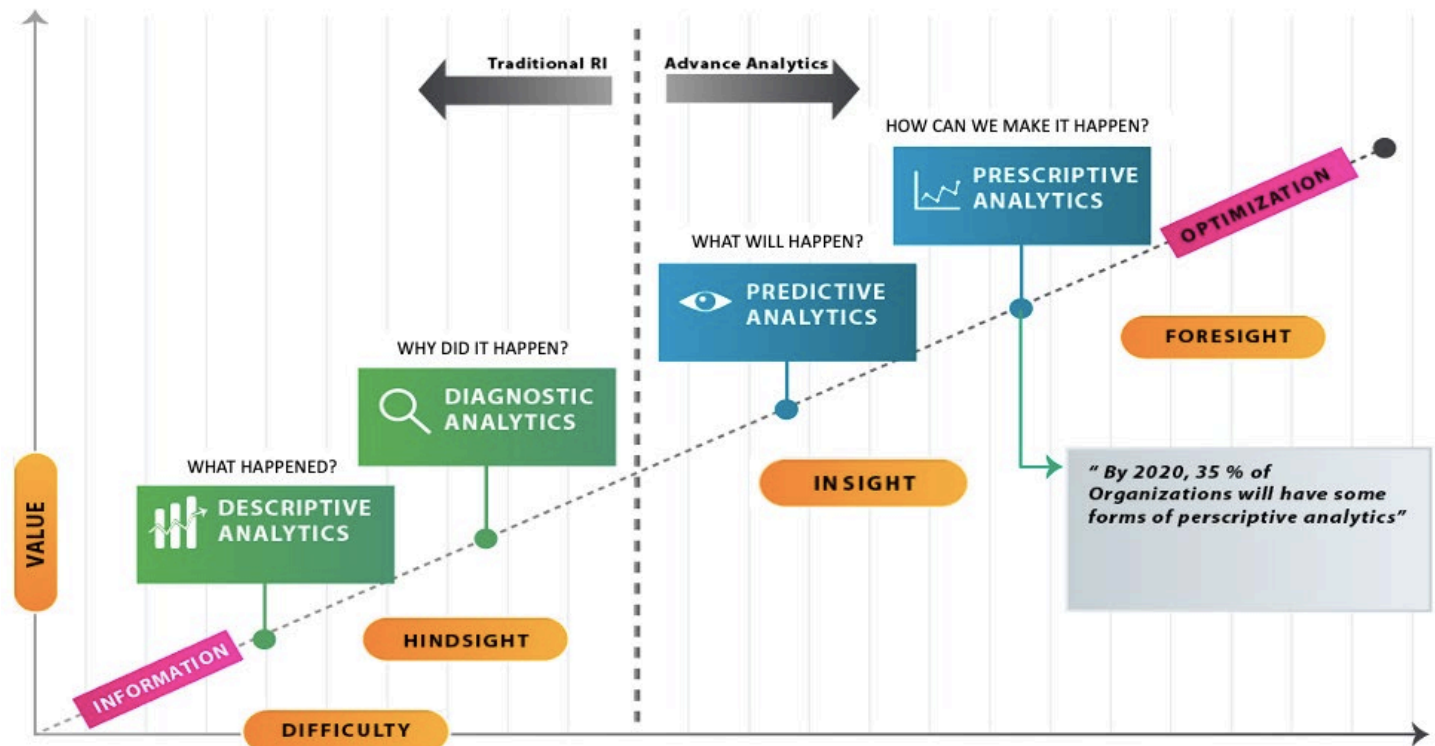 Traditional RI
Advance Analytics
HOW CAN WE MAKE IT HAPPEN?
PRESCRIPTIVE
ANALYTICS
OPTIMIZATION
WHAT WILL HAPPEN?
PREDICTIVE
ANALYTICS
FORESIGHT
WHY DID IT HAPPEN?
DIAGNOSTIC
ANALYTICS
INSIGHT
" By 2020, 35 % of
Organizations will have some
forms of perscriptive analytics"
WHAT HAPPENED?
DESCRIPTIVE
ANALYTICS
VALUE
HINDSIGHT
INFORMATION
DIFFICULTY